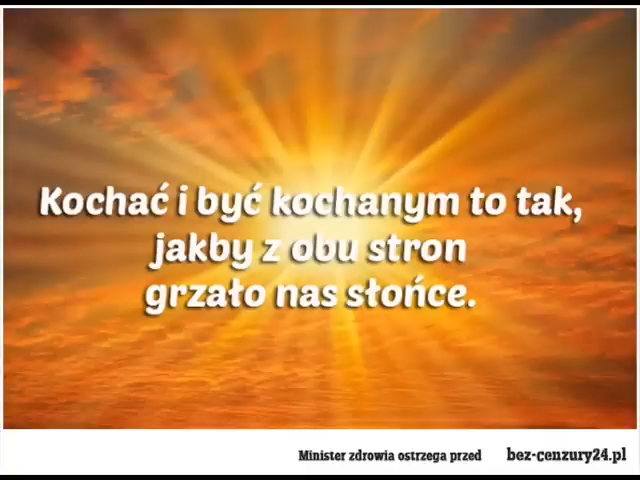 Kochać i być kochanym to tak,
jakby z obu stron
grzało nas słońce.
Minister zdrowia ostrzega przed bez-cenzury24.pl